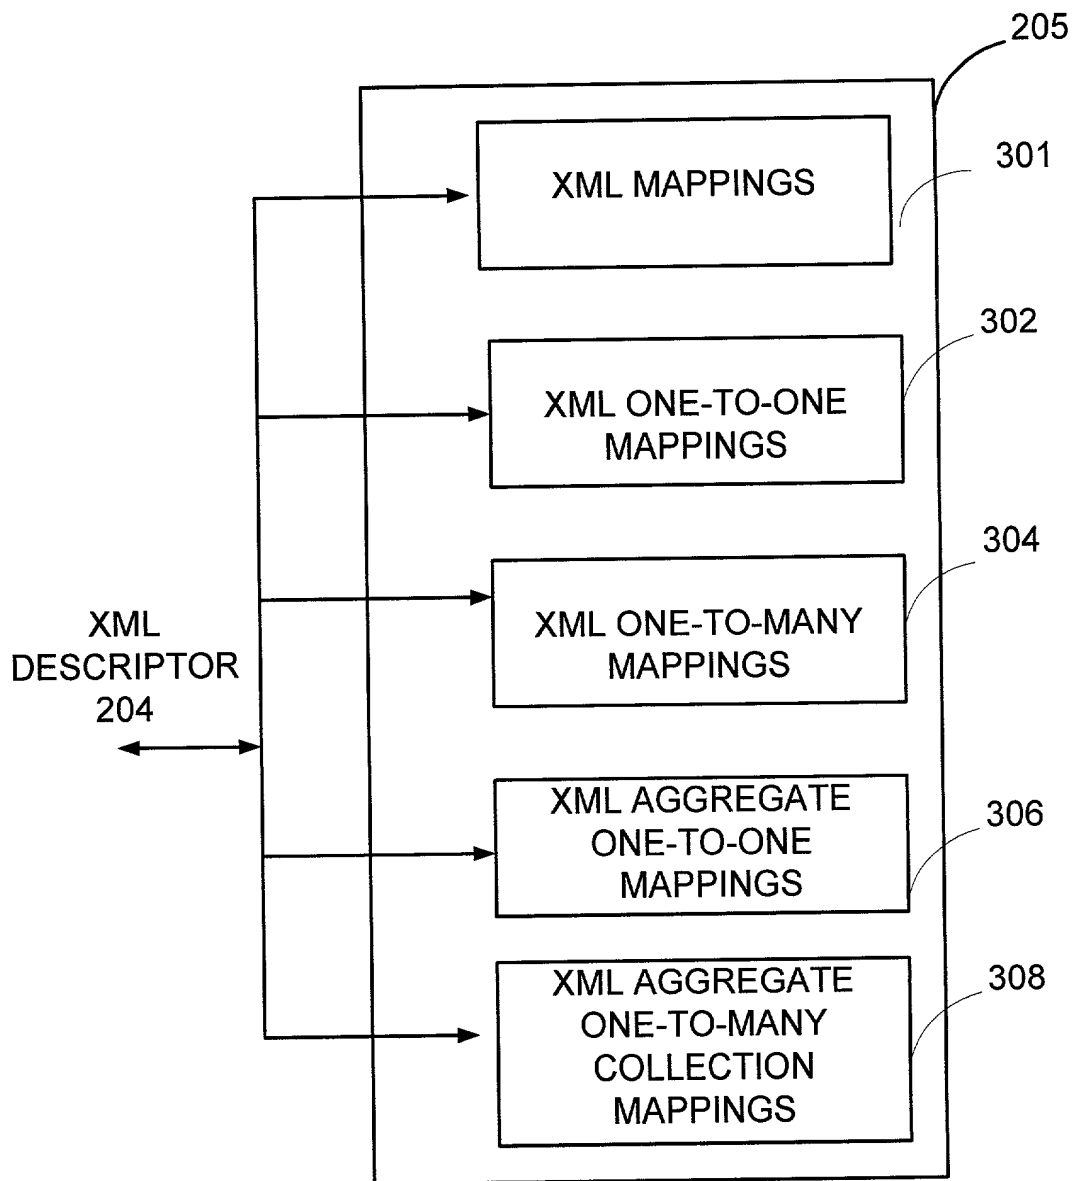 205
XML MAPPINGS
301
XML ONE-TO-ONE
MAPPINGS
302
XML ONE-TO-MANY
MAPPINGS
304
XML
DESCRIPTOR
204
XML AGGREGATE
ONE-TO-ONE
MAPPINGS
306
XML AGGREGATE
ONE-TO-MANY
COLLECTION
MAPPINGS
308